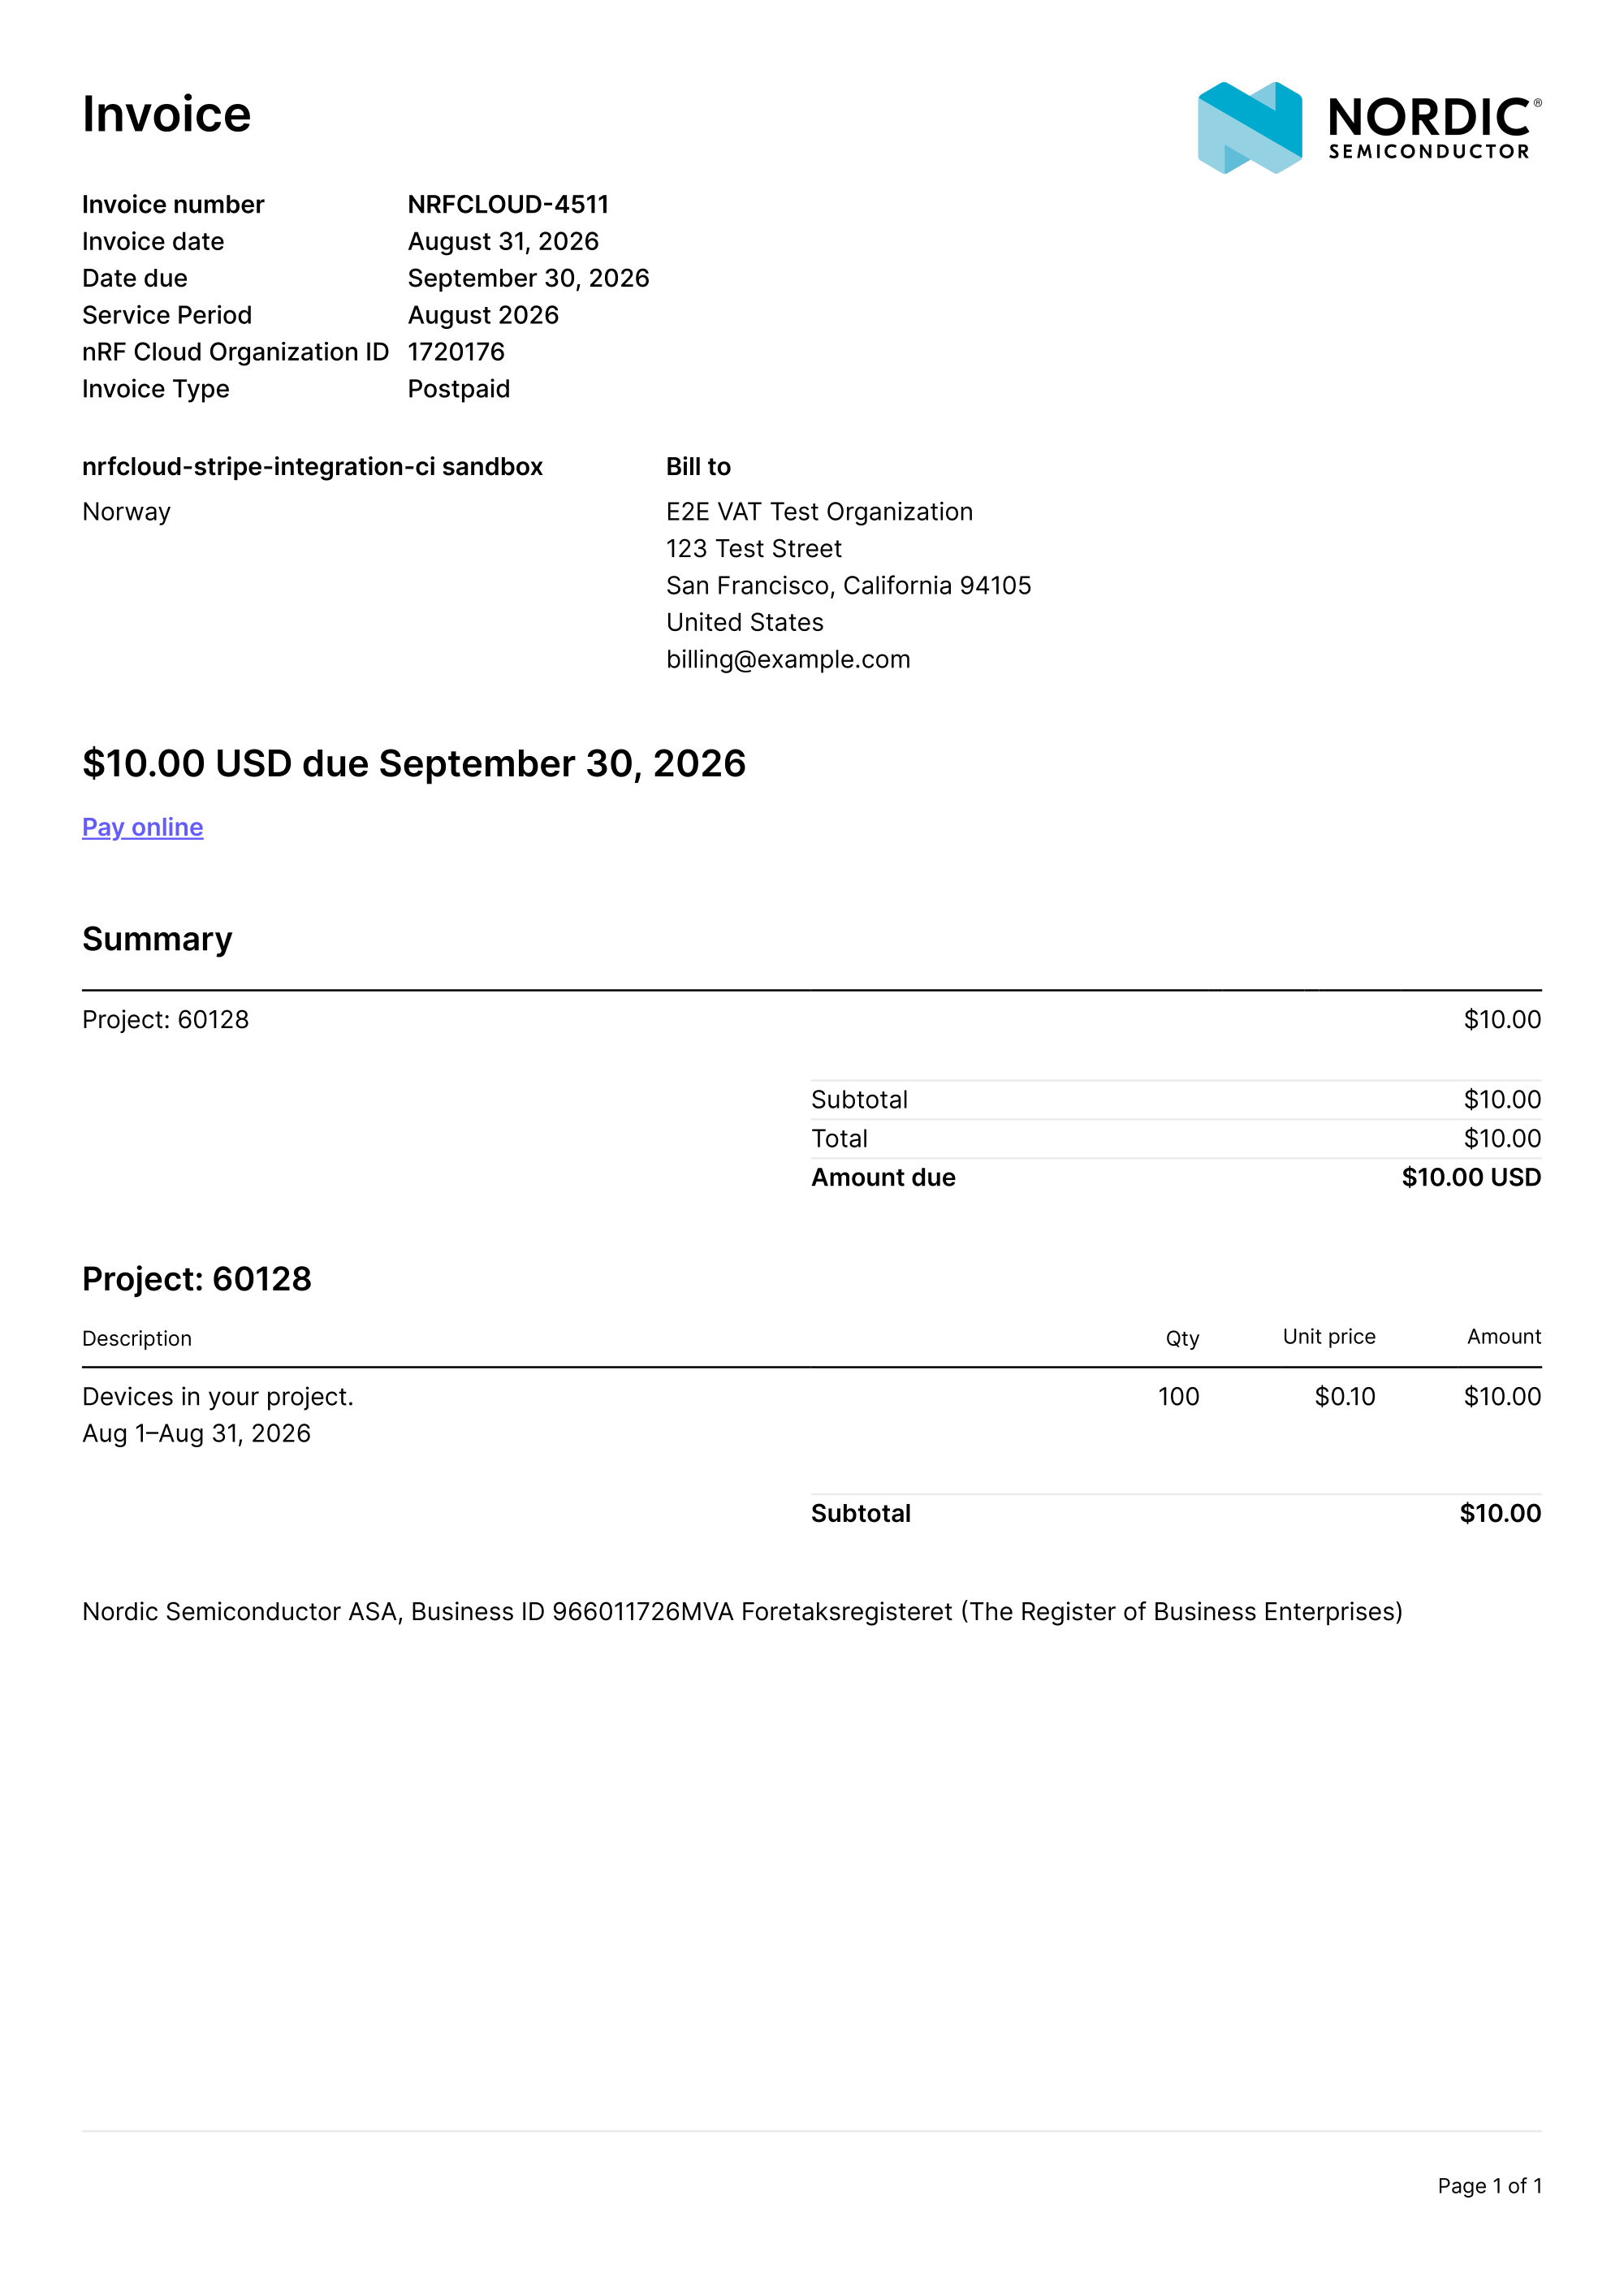 Invoice
NORDIC®
SEMICONDUCTOR
Invoice number NRFCLOUD-4511
Invoice date August 31, 2026
Date due September 30, 2026
Service Period August 2026
nRF Cloud Organization ID 1720176
Invoice Type Postpaid
nrfcloud-stripe-integration-ci sandbox
Norway
Bill to
E2E VAT Test Organization
123 Test Street
San Francisco, California 94105
United States
billing@example.com
$10.00 USD due September 30, 2026
Pay online
Summary
Project: 60128 $10.00
Subtotal $10.00
Total $10.00
Amount due $10.00 USD
Project: 60128
Description Qty Unit price Amount
Devices in your project. 100 $0.10 $10.00
Aug 1–Aug 31, 2026
Subtotal $10.00
Nordic Semiconductor ASA, Business ID 966011726MVA Foretaksregisteret (The Register of Business Enterprises)
Page 1 of 1